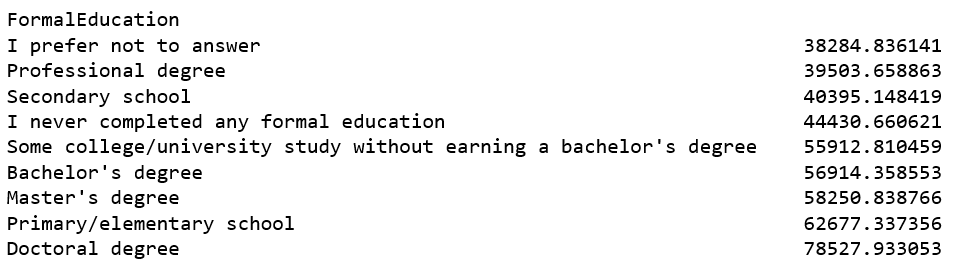 FormalEducation
I prefer not to answer 38284.836141
Professional degree 39503.658863
Secondary school 40395.148419
I never completed any formal education 44430.660621
Some college/university study without earning a bachelor's degree 55912.810459
Bachelor's degree 56914.358553
Master's degree 58250.838766
Primary/elementary school 62677.337356
Doctoral degree 78527.933053